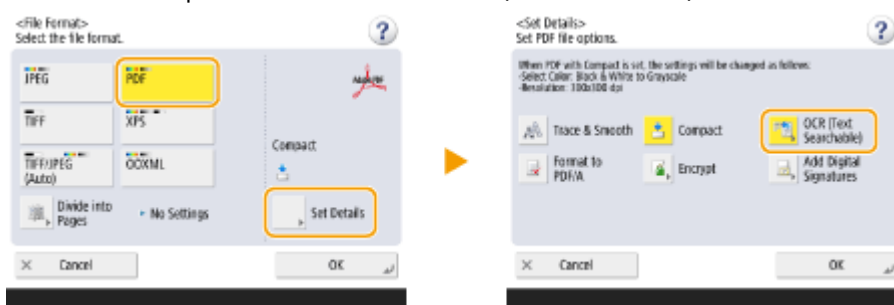 <File Format>
Select the file format.
JPEG
PDF
TIFF
XPS
TIFF/JPEG
(Auto)
OOXML
Compact
Divide into
Pages
No Settings
Set Details
Cancel
OK
<Set Details>
Set PDF file options.
When PDF with Compact is set, the settings will be changed as follows:
-Select Color: Black & White to Grayscale
-Resolution: 300x300 dpi
Trace & Smooth
Compact
OCR (Text
Searchable)
Format to
PDF/A
Encrypt
Add Digital
Signatures
Cancel
OK